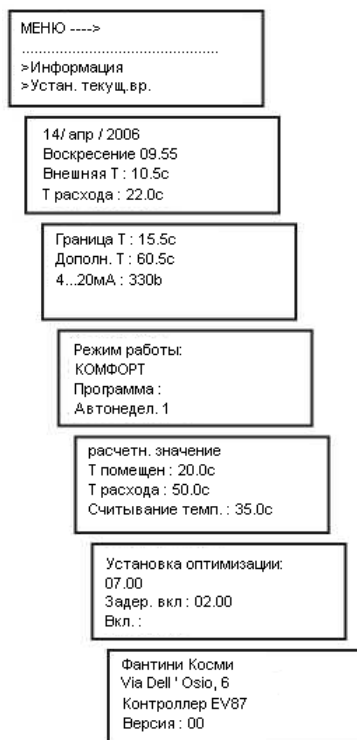 МЕНЮ ---->
.............................................
>Информация
>Устан. текущ.вр.
14/ апр / 2006
Воскресение 09.55
Внешняя Т : 10.5с
Т расхода : 22.0с
Граница Т : 15.5с
Дополн. Т : 60.5с
4...20мА : 330b
Режим работы:
КОМФОРТ
Программа :
Автонедел. 1
расчетн. значение
Т помещен : 20.0с
Т расхода : 50.0с
Считывание темп. : 35.0с
Установка оптимизации:
07.00
Задер. вкл : 02.00
Вкл. :
Фантини Косми
Via Dell ' Osio, 6
Контроллер EV87
Версия : 00